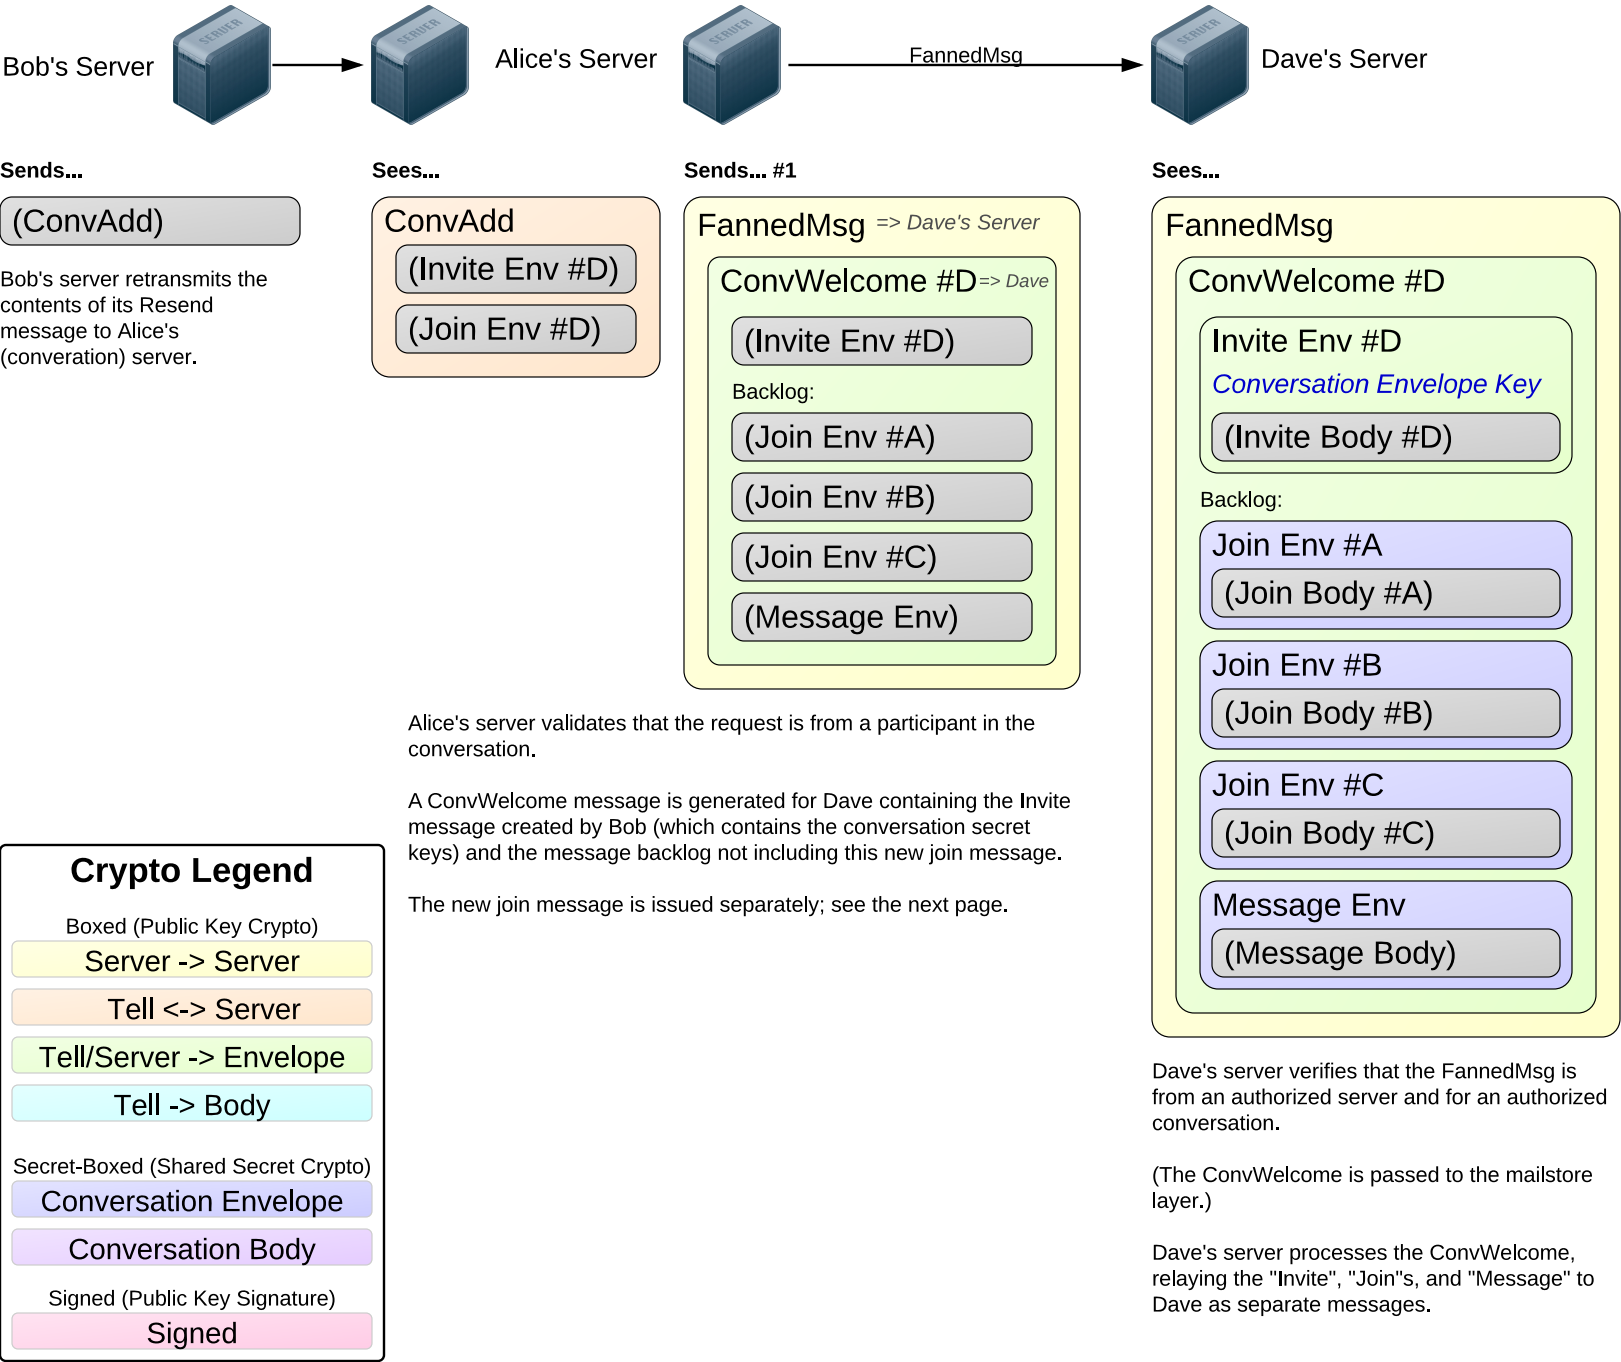 Bob's Server
SERVER
SERVER
Alice's Server
SERVER
FannedMsg
SERVER
Dave's Server
Sends...
(ConvAdd)
Bob's server retransmits the
contents of its Resend
message to Alice's
(converation) server.
Sees...
ConvAdd
(Invite Env #D)
(Join Env #D)
Sends... #1
FannedMsg => Dave's Server
ConvWelcome #D => Dave
(Invite Env #D)
Backlog:
(Join Env #A)
(Join Env #B)
(Join Env #C)
(Message Env)
Alice's server validates that the request is from a participant in the
conversation.
A ConvWelcome message is generated for Dave containing the Invite
message created by Bob (which contains the conversation secret
keys) and the message backlog not including this new join message.
The new join message is issued separately; see the next page.
Sees...
FannedMsg
ConvWelcome #D
Invite Env #D
Conversation Envelope Key
(Invite Body #D)
Backlog:
Join Env #A
(Join Body #A)
Join Env #B
(Join Body #B)
Join Env #C
(Join Body #C)
Message Env
(Message Body)
Dave's server verifies that the FannedMsg is
from an authorized server and for an authorized
conversation.
(The ConvWelcome is passed to the mailstore
layer.)
Dave's server processes the ConvWelcome,
relaying the "Invite", "Join"s, and "Message" to
Dave as separate messages.
Crypto Legend
Boxed (Public Key Crypto)
Server -> Server
Tell <-> Server
Tell/Server -> Envelope
Tell -> Body
Secret-Boxed (Shared Secret Crypto)
Conversation Envelope
Conversation Body
Signed (Public Key Signature)
Signed